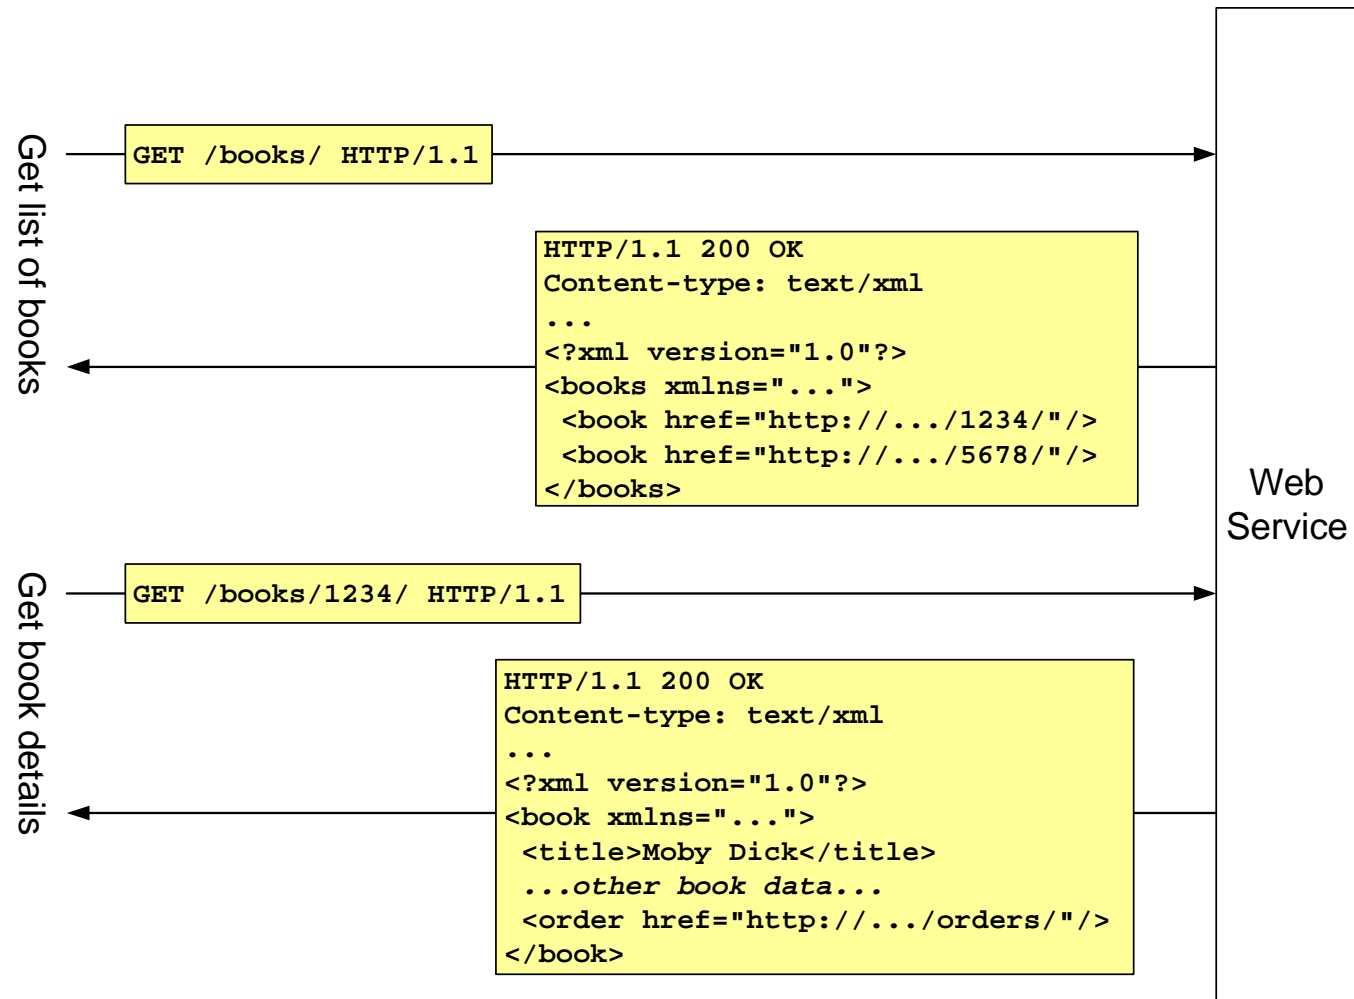 Get list of books
GET /books/ HTTP/1.1
HTTP/1.1 200 OK
Content-type: text/xml
...
<?xml version="1.0"?>
<books xmlns="...">
 <book href="http://.../1234/"/>
 <book href="http://.../5678/"/>
</books>
Web
Service
Get book details
GET /books/1234/ HTTP/1.1
HTTP/1.1 200 OK
Content-type: text/xml
...
<?xml version="1.0"?>
<book xmlns="...">
 <title>Moby Dick</title>
 ...other book data...
 <order href="http://.../orders/"/>
</book>